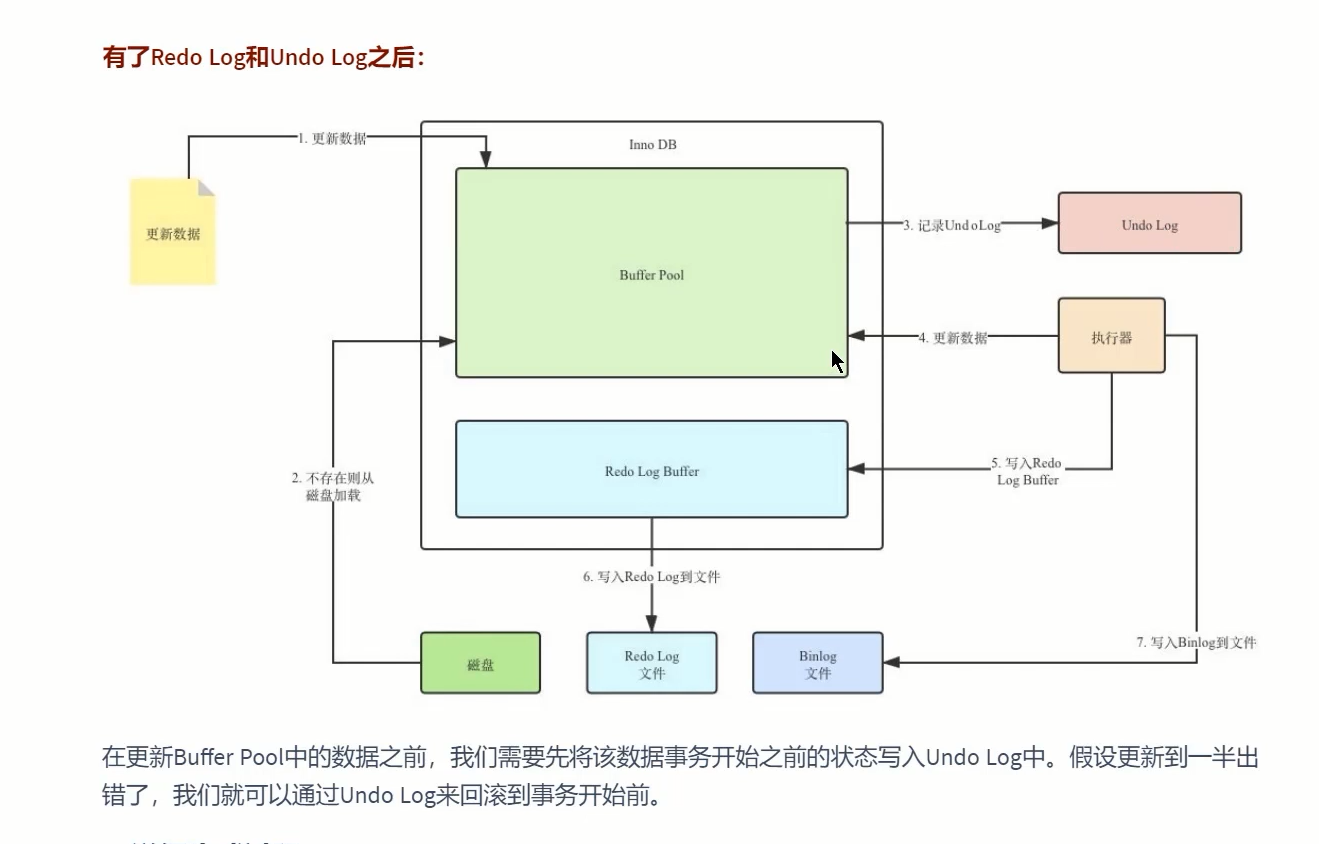 有了Redo Log和Undo Log之后：
1. 更新数据
Inno DB
更新数据
Buffer Pool
3. 记录UndoLog
Undo Log
4. 更新数据
执行器
2. 不存在则从
磁盘加载
Redo Log Buffer
5. 写入Redo
Log Buffer
6. 写入Redo Log到文件
7. 写入Binlog到文件
磁盘
Redo Log
文件
Binlog
文件
在更新Buffer Pool中的数据之前，我们需要先将该数据事务开始之前的状态写入Undo Log中。假设更新到一半出
错了，我们就可以通过Undo Log来回滚到事务开始前。